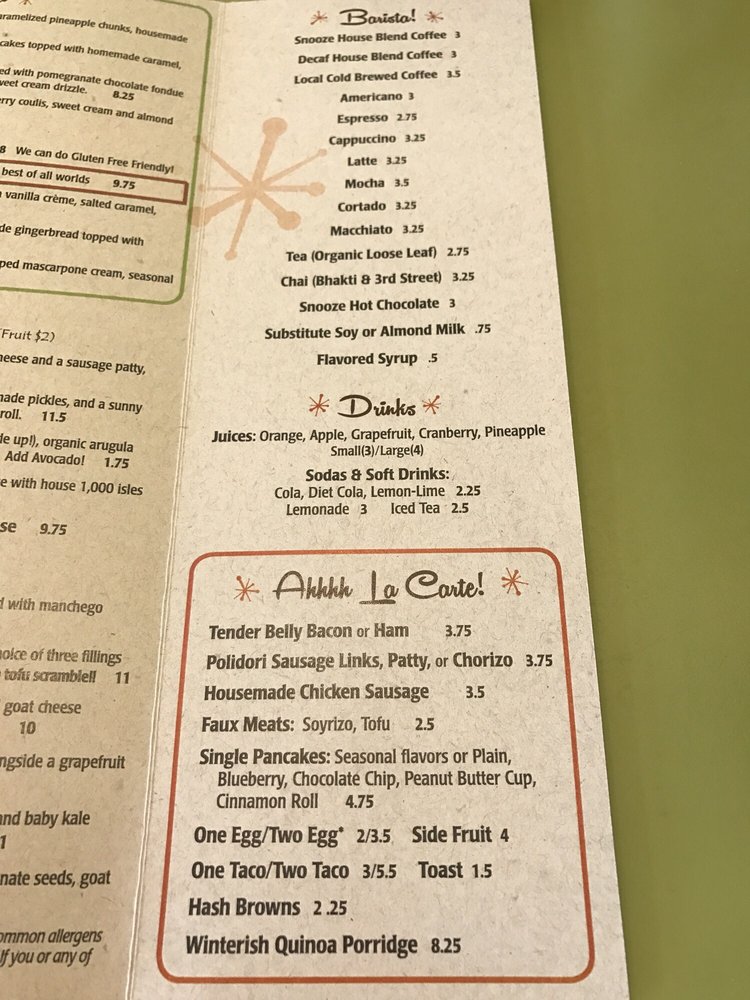 aramelized pineapple chunks, housemade
cakes topped with homemade caramel,
ed with pomegranate chocolate fondue
weet cream drizzle. 8.25
erry coulis, sweet cream and almond
8 We can do Gluten Free Friendly!
best of all worlds 9.75
vanilla crème, salted caramel,
de gingerbread topped with
ped mascarpone cream, seasonal
(Fruit $2)
heese and a sausage patty,
made pickles, and a sunny
roll. 11.5
de up!), organic arugula
Add Avocado! 1.75
e with house 1,000 isles
se 9.75
d with manchego
hoice of three fillings
tofu scramble!! 11
goat cheese
10
ngside a grapefruit
and baby kale
1
nate seeds, goat
ommon allergens
If you or any of
Barista!
Snooze House Blend Coffee 3
Decaf House Blend Coffee 3
Local Cold Brewed Coffee 3.5
Americano 3
Espresso 2.75
Cappuccino 3.25
Latte 3.25
Mocha 3.5
Cortado 3.25
Macchiato 3.25
Tea (Organic Loose Leaf) 2.75
Chai (Bhakti & 3rd Street) 3.25
Snooze Hot Chocolate 3
Substitute Soy or Almond Milk .75
Flavored Syrup .5
Drinks
Juices: Orange, Apple, Grapefruit, Cranberry, Pineapple
Small(3)/Large(4)
Sodas & Soft Drinks:
Cola, Diet Cola, Lemon-Lime 2.25
Lemonade 3 Iced Tea 2.5
Ahhhh La Carte!
Tender Belly Bacon or Ham 3.75
Polidori Sausage Links, Patty, or Chorizo 3.75
Housemade Chicken Sausage 3.5
Faux Meats: Soyrizo, Tofu 2.5
Single Pancakes: Seasonal flavors or Plain,
Blueberry, Chocolate Chip, Peanut Butter Cup,
Cinnamon Roll 4.75
One Egg/Two Egg* 2/3.5 Side Fruit 4
One Taco/Two Taco 3/5.5 Toast 1.5
Hash Browns 2 .25
Winterish Quinoa Porridge 8.25